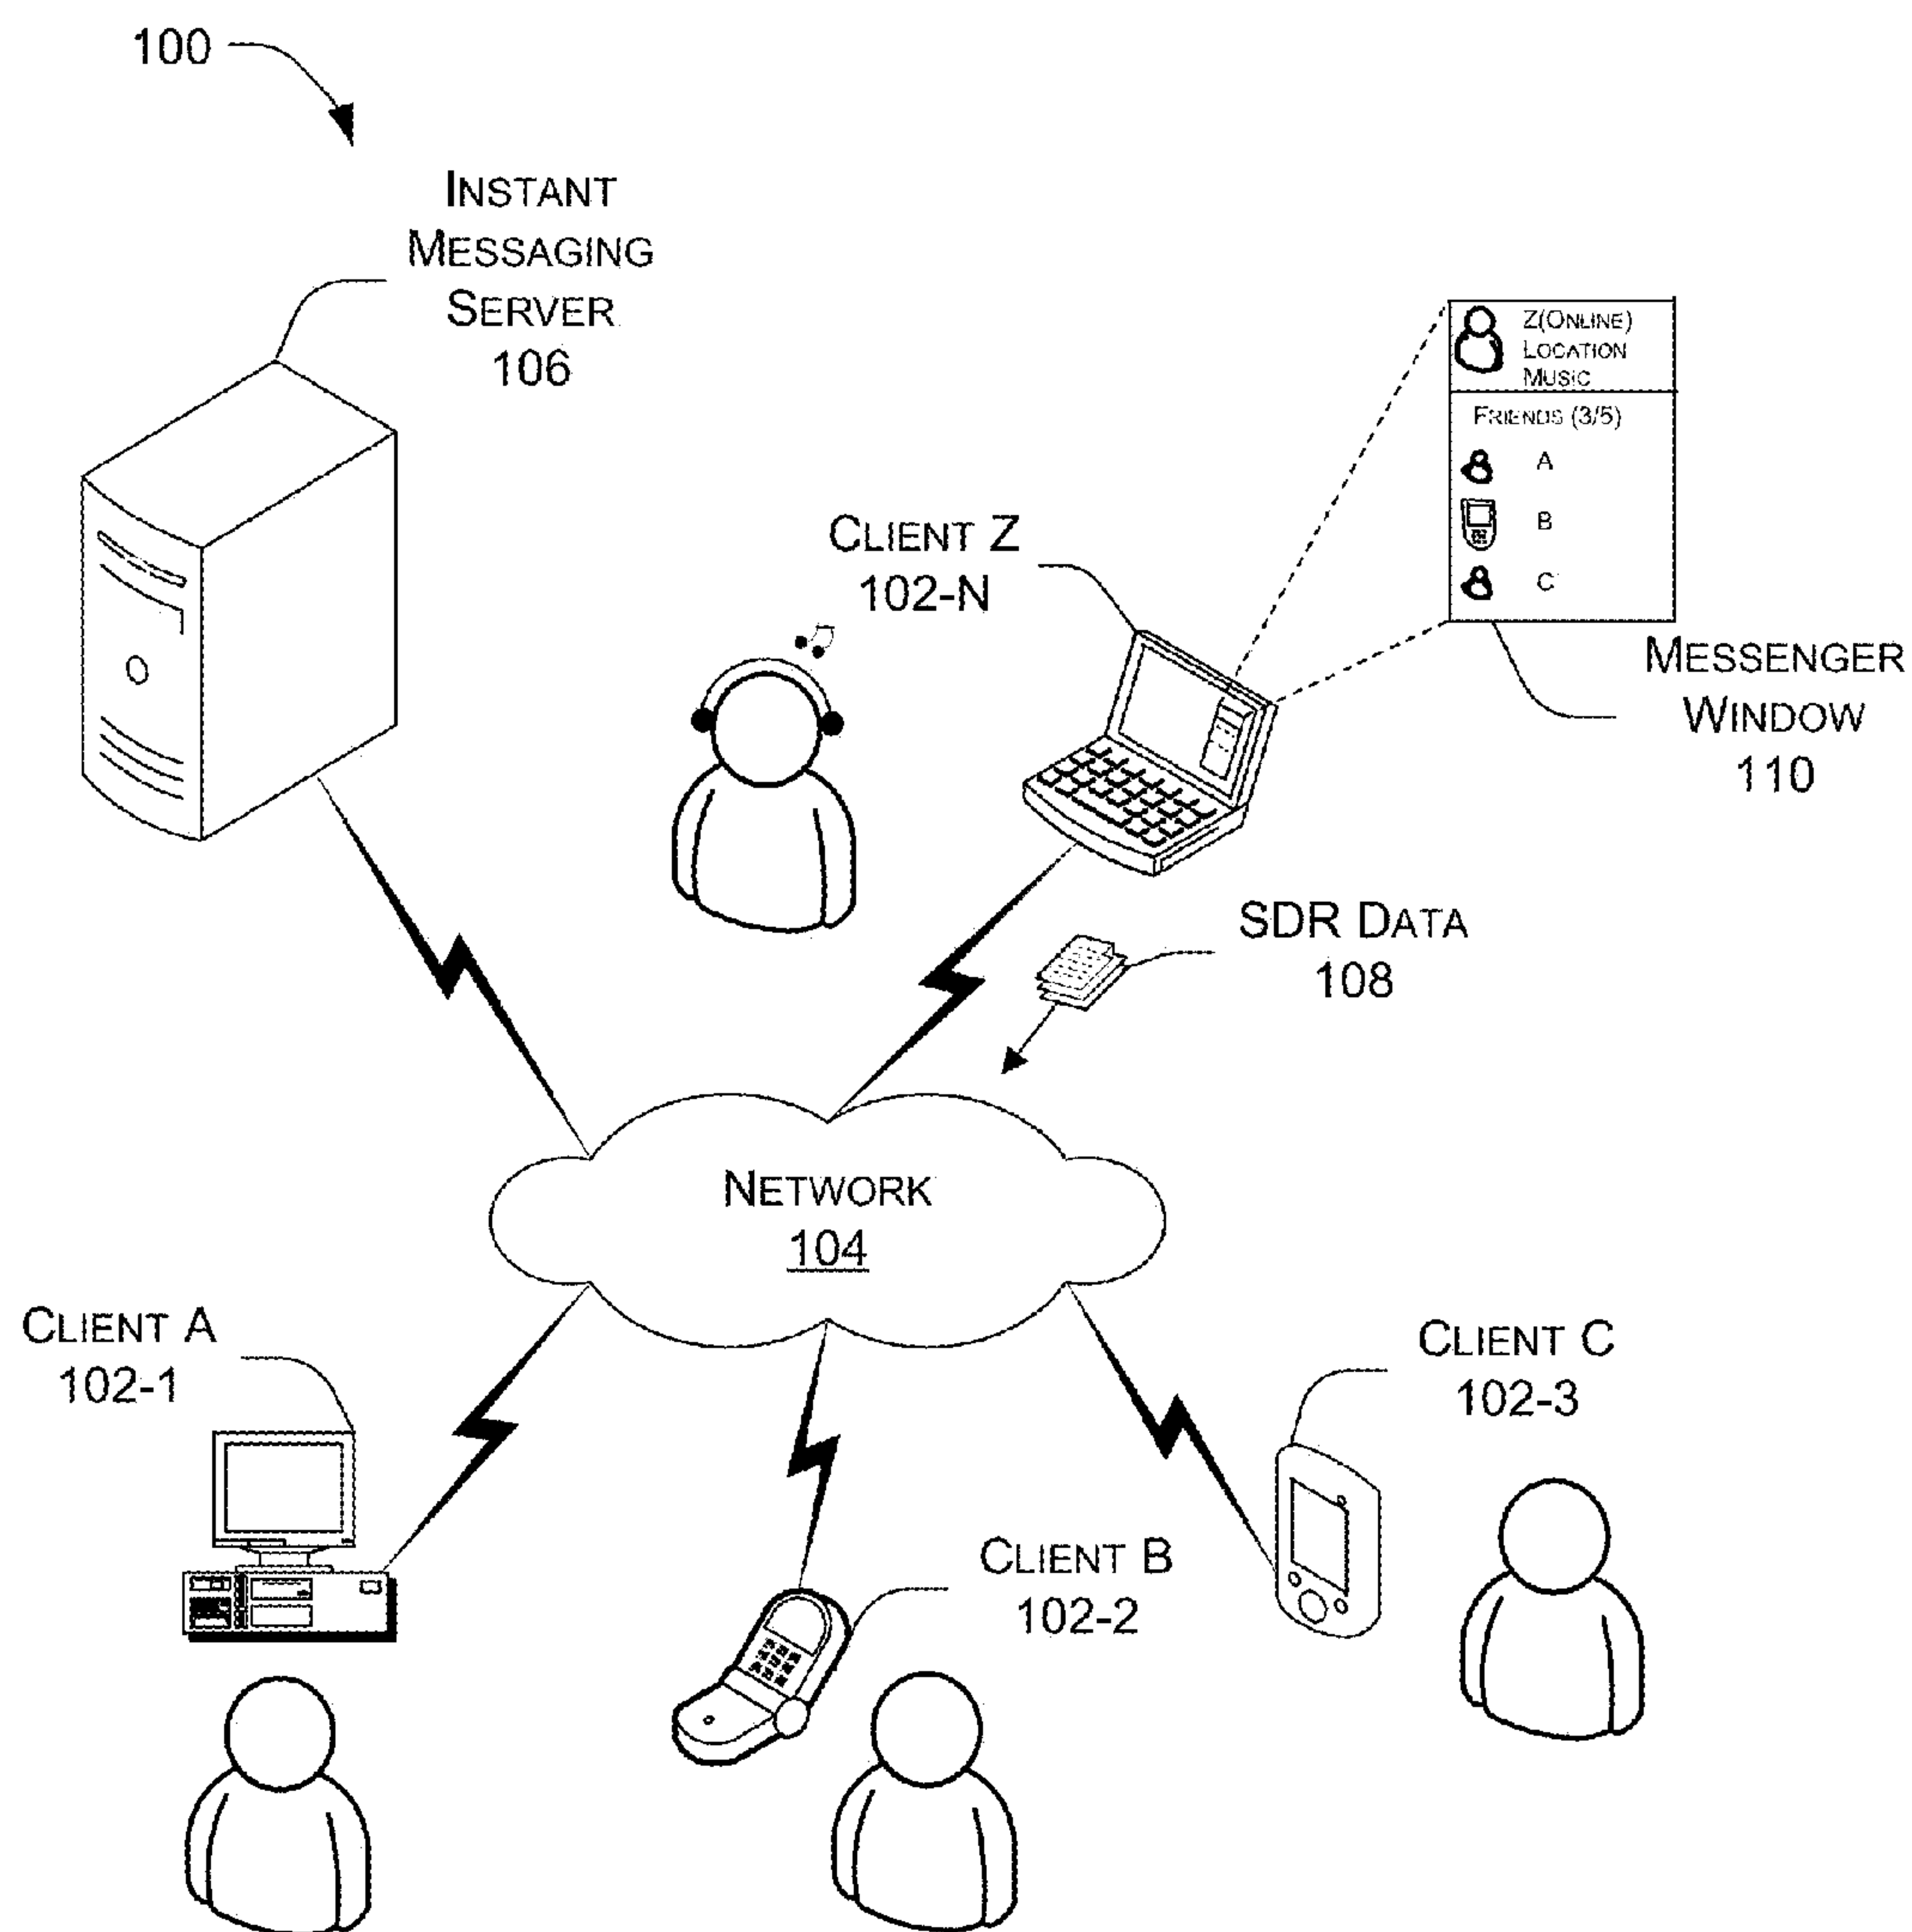 100
INSTANT
MESSAGING
SERVER
106
Z(ONLINE)
LOCATION
MUSIC
FRIENDS (3/5)
A
B
C
MESSENGER
WINDOW
110
CLIENT Z
102-N
SDR DATA
108
NETWORK
104
CLIENT A
102-1
CLIENT B
102-2
CLIENT C
102-3